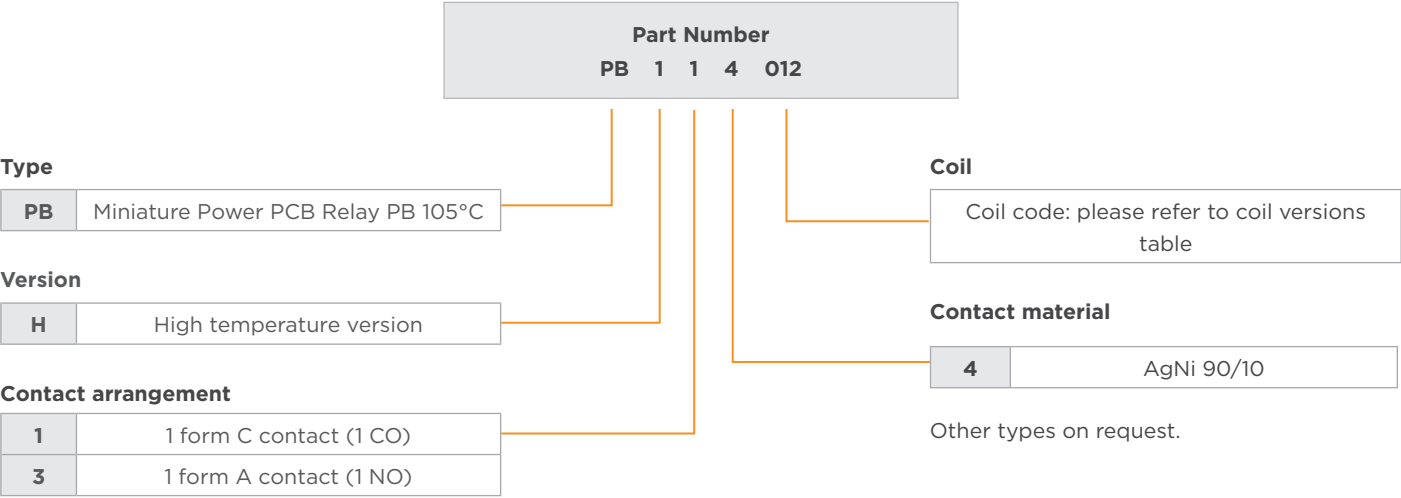 Part Number
PB 1 1 4 012
Type
PB Miniature Power PCB Relay PB 105°C
Version
H High temperature version
Contact arrangement
1 1 form C contact (1 CO)
3 1 form A contact (1 NO)
Coil
Coil code: please refer to coil versions
table
Contact material
4 AgNi 90/10
Other types on request.